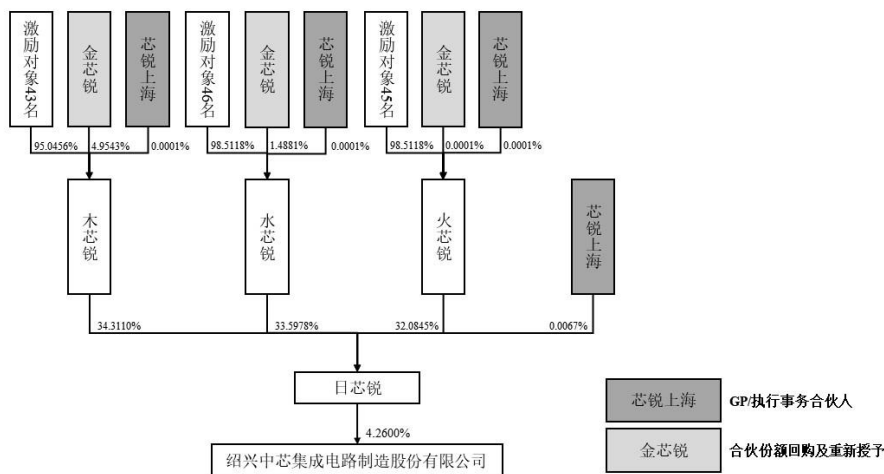 激励对象43名
金芯锐
芯锐上海
激励对象46名
金芯锐
芯锐上海
激励对象45名
金芯锐
芯锐上海
95.0456%
4.9543%
0.0001%
98.5118%
1.4881%
0.0001%
98.5118%
0.0001%
0.0001%
木芯锐
水芯锐
火芯锐
芯锐上海
34.3110%
33.5978%
32.0845%
0.0067%
日芯锐
4.2600%
绍兴中芯集成电路制造股份有限公司
芯锐上海
GP/执行事务合伙人
金芯锐
合伙份额回购及重新授予